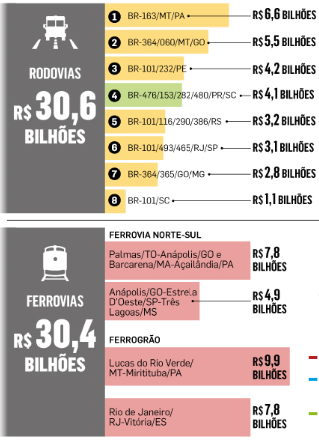 RODOVIAS
R$ 30,6
BILHÕES
1 BR-163/MT/PA R$ 6,6 BILHÕES
2 BR-364/060/MT/GO R$ 5,5 BILHÕES
3 BR-101/232/PE R$ 4,2 BILHÕES
4 BR-476/153/282/480/PR/SC R$ 4,1 BILHÕES
5 BR-101/116/290/386/RS R$ 3,2 BILHÕES
6 BR-101/493/465/RJ/SP R$ 3,1 BILHÕES
7 BR-364/365/GO/MG R$ 2,8 BILHÕES
8 BR-101/SC R$ 1,1 BILHÕES
FERROVIAS
R$ 30,4
BILHÕES
FERROVIA NORTE-SUL
Palmas/TO-Anápolis/GO e
Barcarena/MA-Açailândia/PA
R$ 7,8
BILHÕES
Anápolis/GO-Estrela
D'Oeste/SP-Três
Lagoas/MS
R$ 4,9
BILHÕES
FERROGRÃO
Lucas do Rio Verde/
MT-Miritituba/PA
R$ 9,9
BILHÕES
Rio de Janeiro/
RJ-Vitória/ES
R$ 7,8
BILHÕES